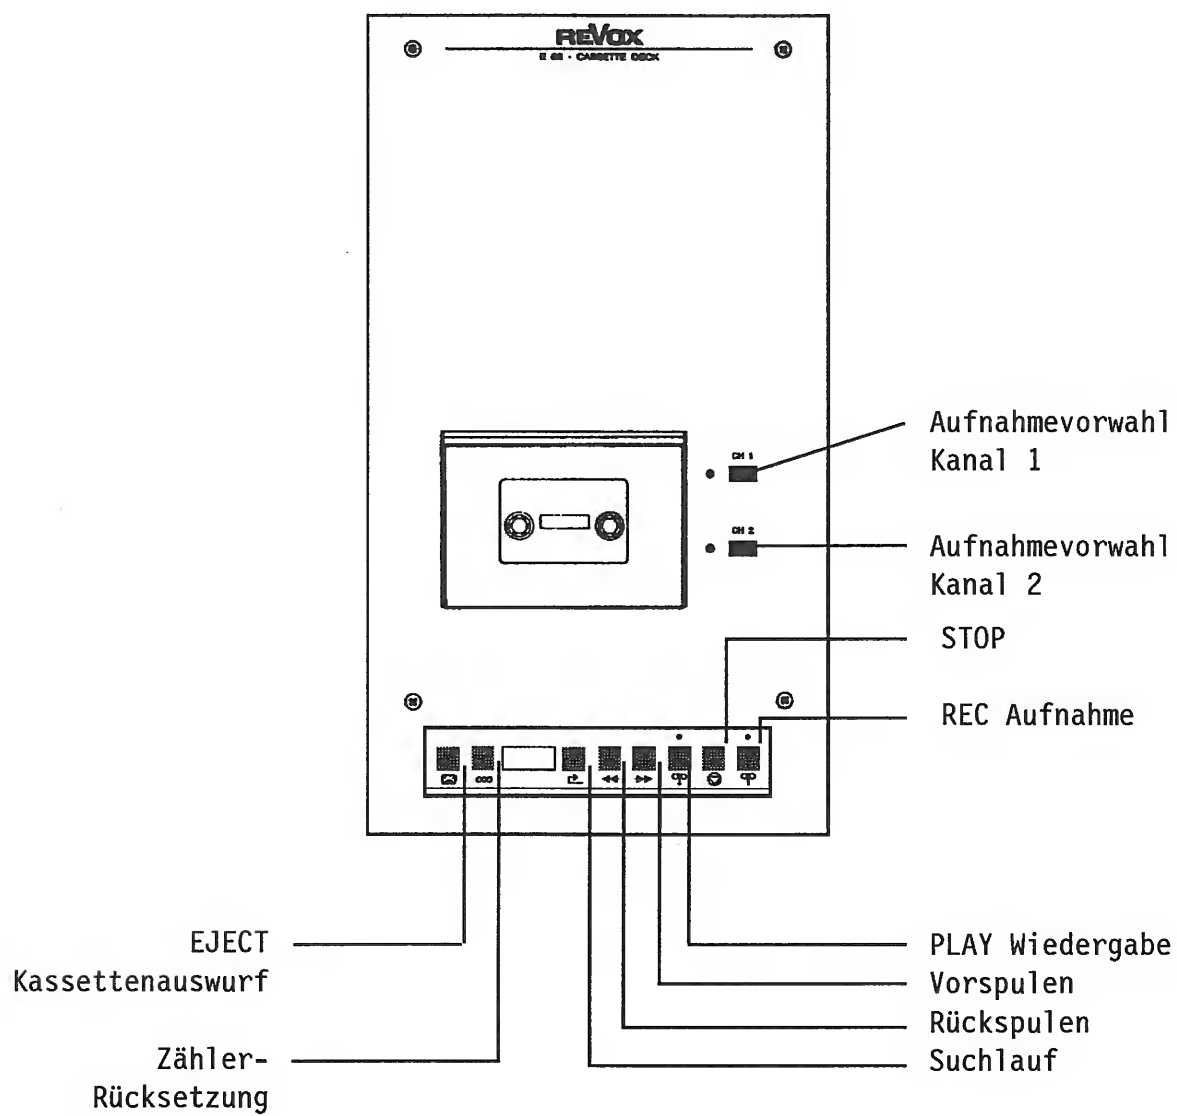 REVOX
CASSETTE DECK
CH 1
Aufnahmevorwahl
Kanal 1
CH 2
Aufnahmevorwahl
Kanal 2
STOP
REC Aufnahme
000
EJECT
Kassettenauswurf
Zähler-
Rücksetzung
PLAY Wiedergabe
Vorspulen
Rückspulen
Suchlauf